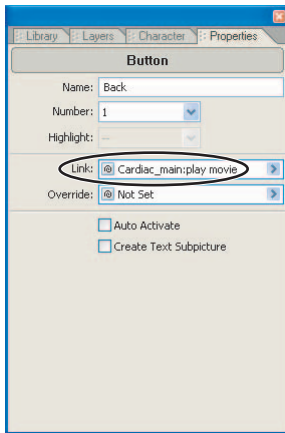 Library Layers Character Properties
Button
Name: Back
Number: 1
Highlight: --
Link: Cardiac_main:play movie
Override: Not Set
Auto Activate
Create Text Subpicture